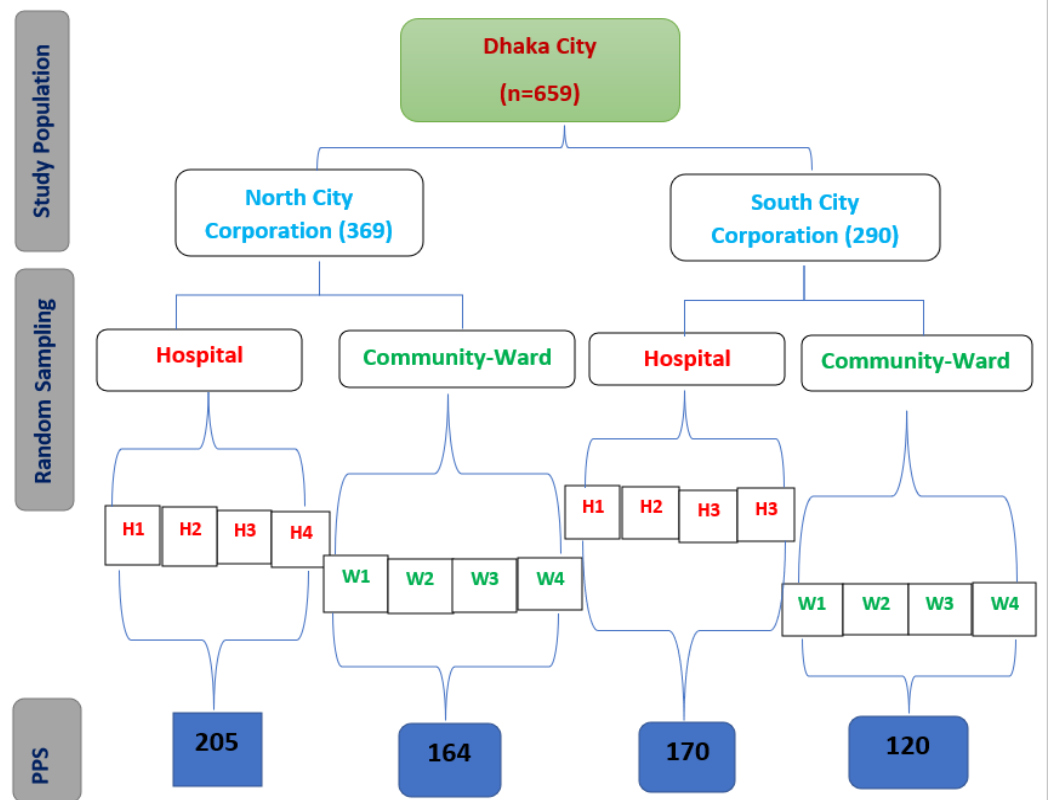 Study Population
Dhaka City
(n=659)
North City
Corporation (369)
South City
Corporation (290)
Random Sampling
Hospital
Community-Ward
Hospital
Community-Ward
H1
H2
H3
H4
W1
W2
W3
W4
H1
H2
H3
H3
W1
W2
W3
W4
PPS
205
164
170
120